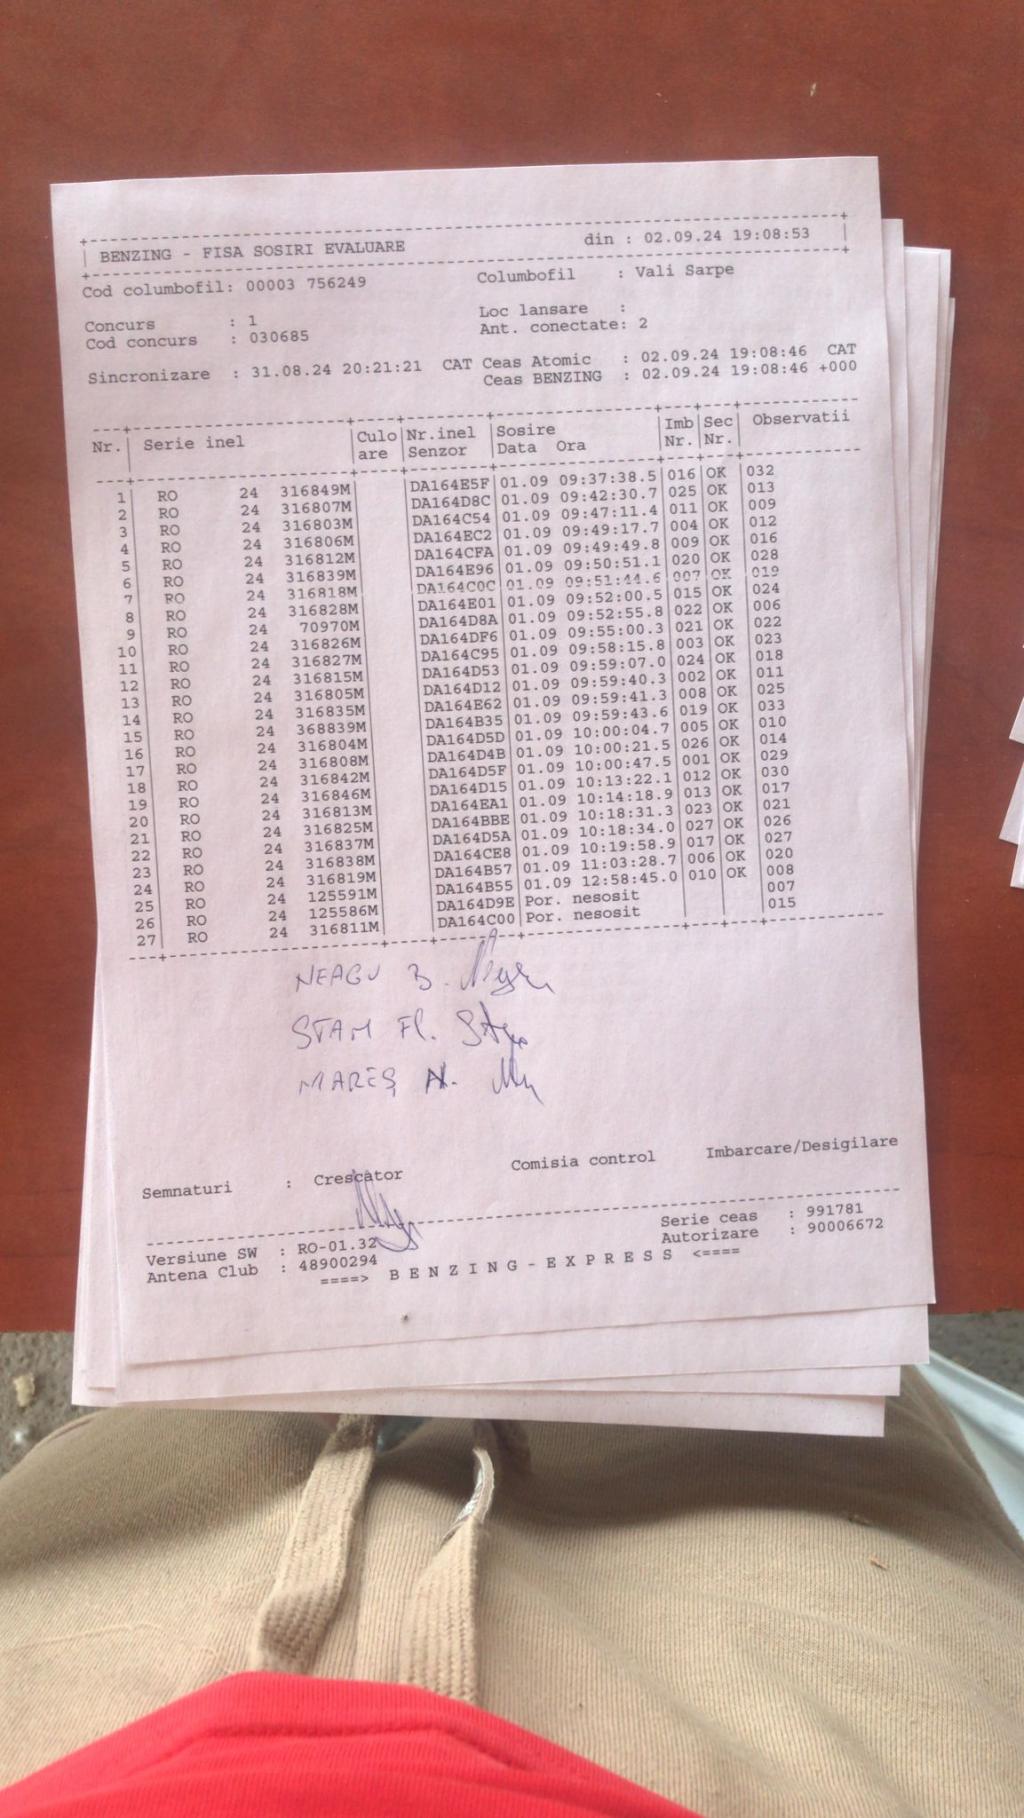 BENZING - FISA SOSIRI EVALUARE din : 02.09.24 19:08:53
Cod columbofil: 00003 756249 Columbofil : Vali Sarpe
Loc lansare :
Concurs : 1 Ant. conectate: 2
Cod concurs : 030685
Sincronizare : 31.08.24 20:21:21 CAT Ceas Atomic : 02.09.24 19:08:46 CAT
Ceas BENZING : 02.09.24 19:08:46 +000
Nr. Serie inel Culo Nr.inel Sosire Imb Sec Observatii
are Senzor Data Ora Nr. Nr.
1 RO 24 316849M DA164E5F 01.09 09:37:38.5 016 OK 032
2 RO 24 316807M DA164D8C 01.09 09:42:30.7 025 OK 013
3 RO 24 316803M DA164C54 01.09 09:47:11.4 011 OK 009
4 RO 24 316806M DA164EC2 01.09 09:49:17.7 004 OK 012
5 RO 24 316812M DA164CFA 01.09 09:49:49.8 009 OK 016
6 RO 24 316839M DA164E96 01.09 09:50:51.1 020 OK 028
7 RO 24 316818M DA164C0C 01.09 09:51:44.6 007 OK 019
8 RO 24 316828M DA164E01 01.09 09:52:00.5 015 OK 024
9 RO 24 70970M DA164D8A 01.09 09:52:55.8 022 OK 006
10 RO 24 316826M DA164DF6 01.09 09:55:00.3 021 OK 022
11 RO 24 316827M DA164C95 01.09 09:58:15.8 003 OK 023
12 RO 24 316815M DA164D53 01.09 09:59:07.0 024 OK 018
13 RO 24 316805M DA164D12 01.09 09:59:40.3 002 OK 011
14 RO 24 316835M DA164E62 01.09 09:59:41.3 008 OK 025
15 RO 24 368839M DA164B35 01.09 09:59:43.6 019 OK 033
16 RO 24 316804M DA164D5D 01.09 10:00:04.7 005 OK 010
17 RO 24 316808M DA164D4B 01.09 10:00:21.5 026 OK 014
18 RO 24 316842M DA164D5F 01.09 10:00:47.5 001 OK 029
19 RO 24 316846M DA164D15 01.09 10:13:22.1 012 OK 030
20 RO 24 316813M DA164EA1 01.09 10:14:18.9 013 OK 017
21 RO 24 316825M DA164BBE 01.09 10:18:31.3 023 OK 021
22 RO 24 316837M DA164D5A 01.09 10:18:34.0 027 OK 026
23 RO 24 316838M DA164CE8 01.09 10:19:58.9 017 OK 027
24 RO 24 316819M DA164B57 01.09 11:03:28.7 006 OK 020
25 RO 24 125591M DA164B55 01.09 12:58:45.0 010 OK 008
26 RO 24 125586M DA164D9E Por. nesosit 007
27 RO 24 316811M DA164C00 Por. nesosit 015
NEAGU B.
STAM Fl.
MAREȘ N.
Semnaturi : Crescator Comisia control Imbarcare/Desigilare
Versiune SW : RO-01.32 Serie ceas : 991781
Antena Club : 48900294 Autorizare : 90006672
====> B E N Z I N G - E X P R E S S <====